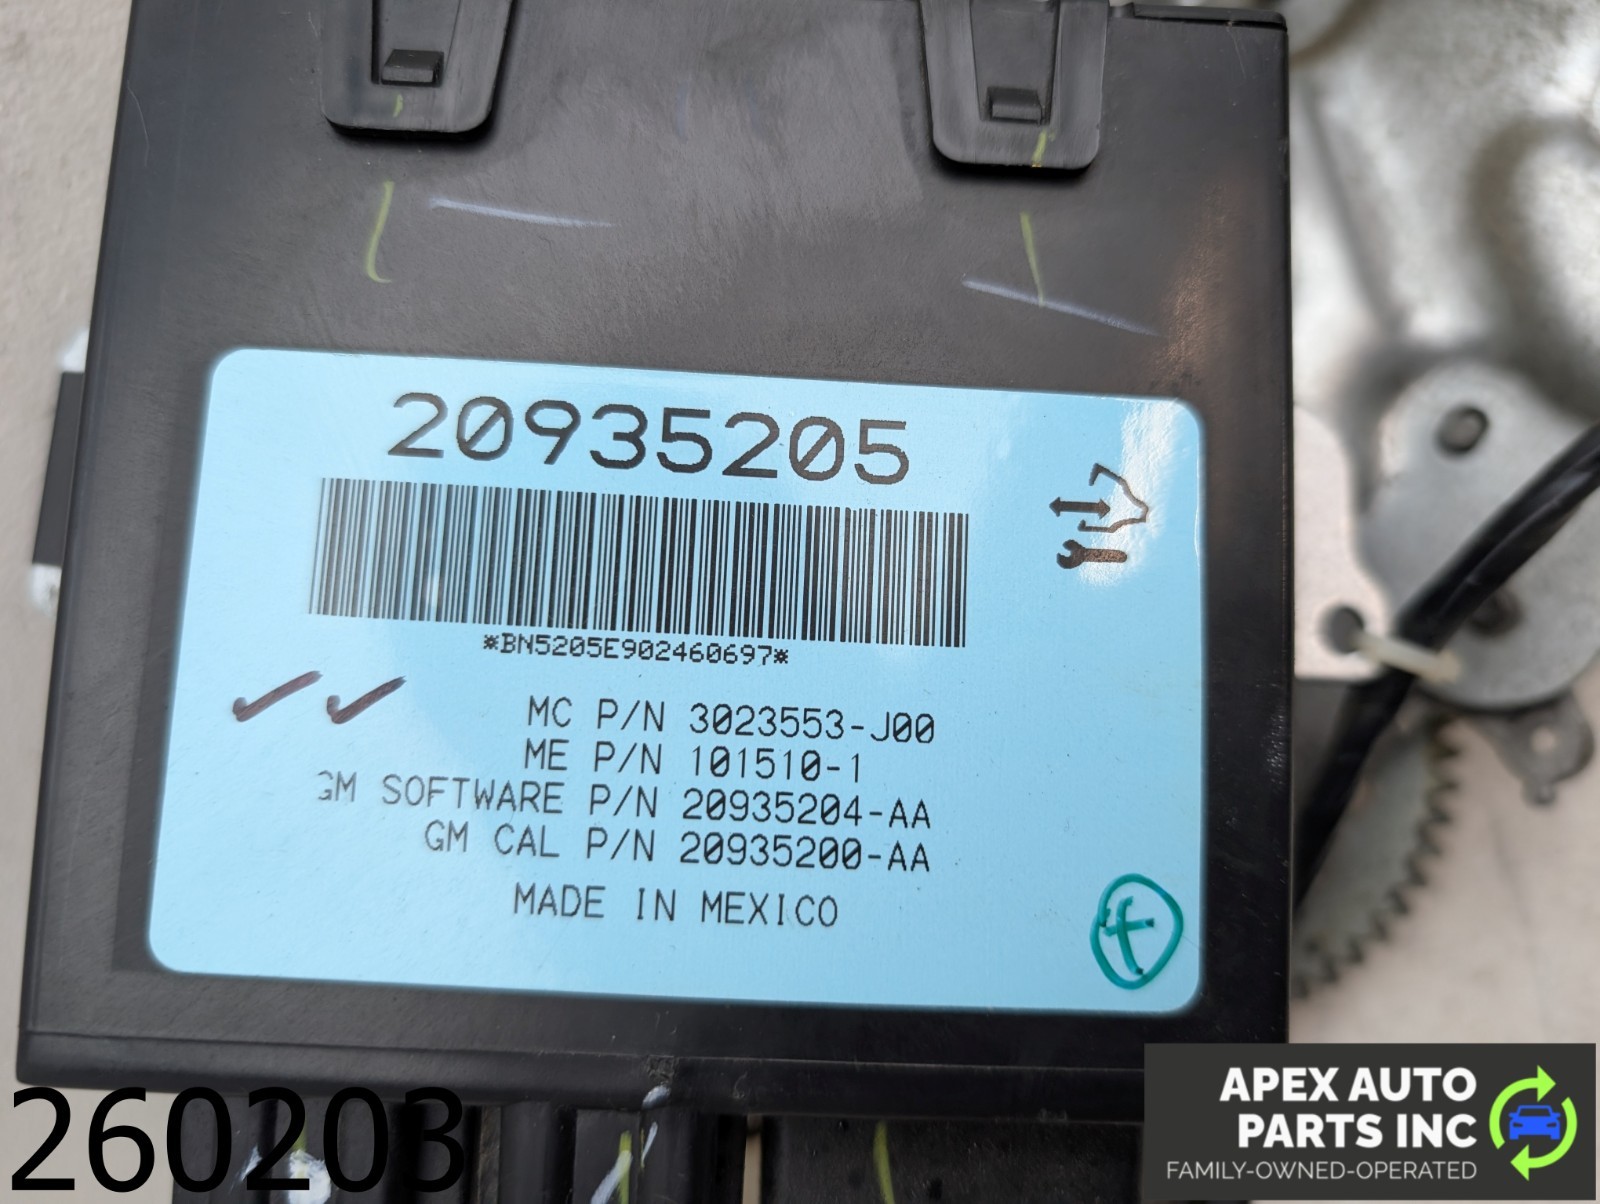 20935205
*BN5205E902460697*
MC P/N 3023553-J00
ME P/N 101510-1
GM SOFTWARE P/N 20935204-AA
GM CAL P/N 20935200-AA
MADE IN MEXICO
260203
APEX AUTO
PARTS INC
FAMILY-OWNED-OPERATED